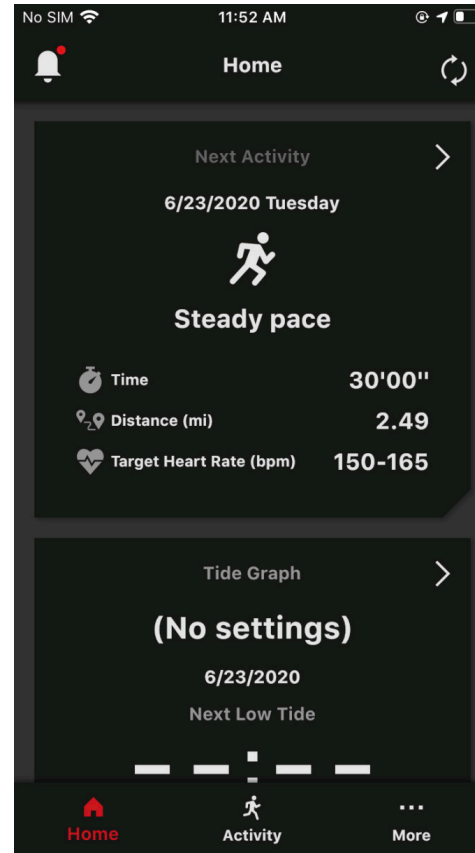 No SIM 11:52 AM
Home
Next Activity
6/23/2020 Tuesday
Steady pace
Time 30'00"
Distance (mi) 2.49
Target Heart Rate (bpm) 150-165
Tide Graph
(No settings)
6/23/2020
Next Low Tide
– – : – –
Home Activity More